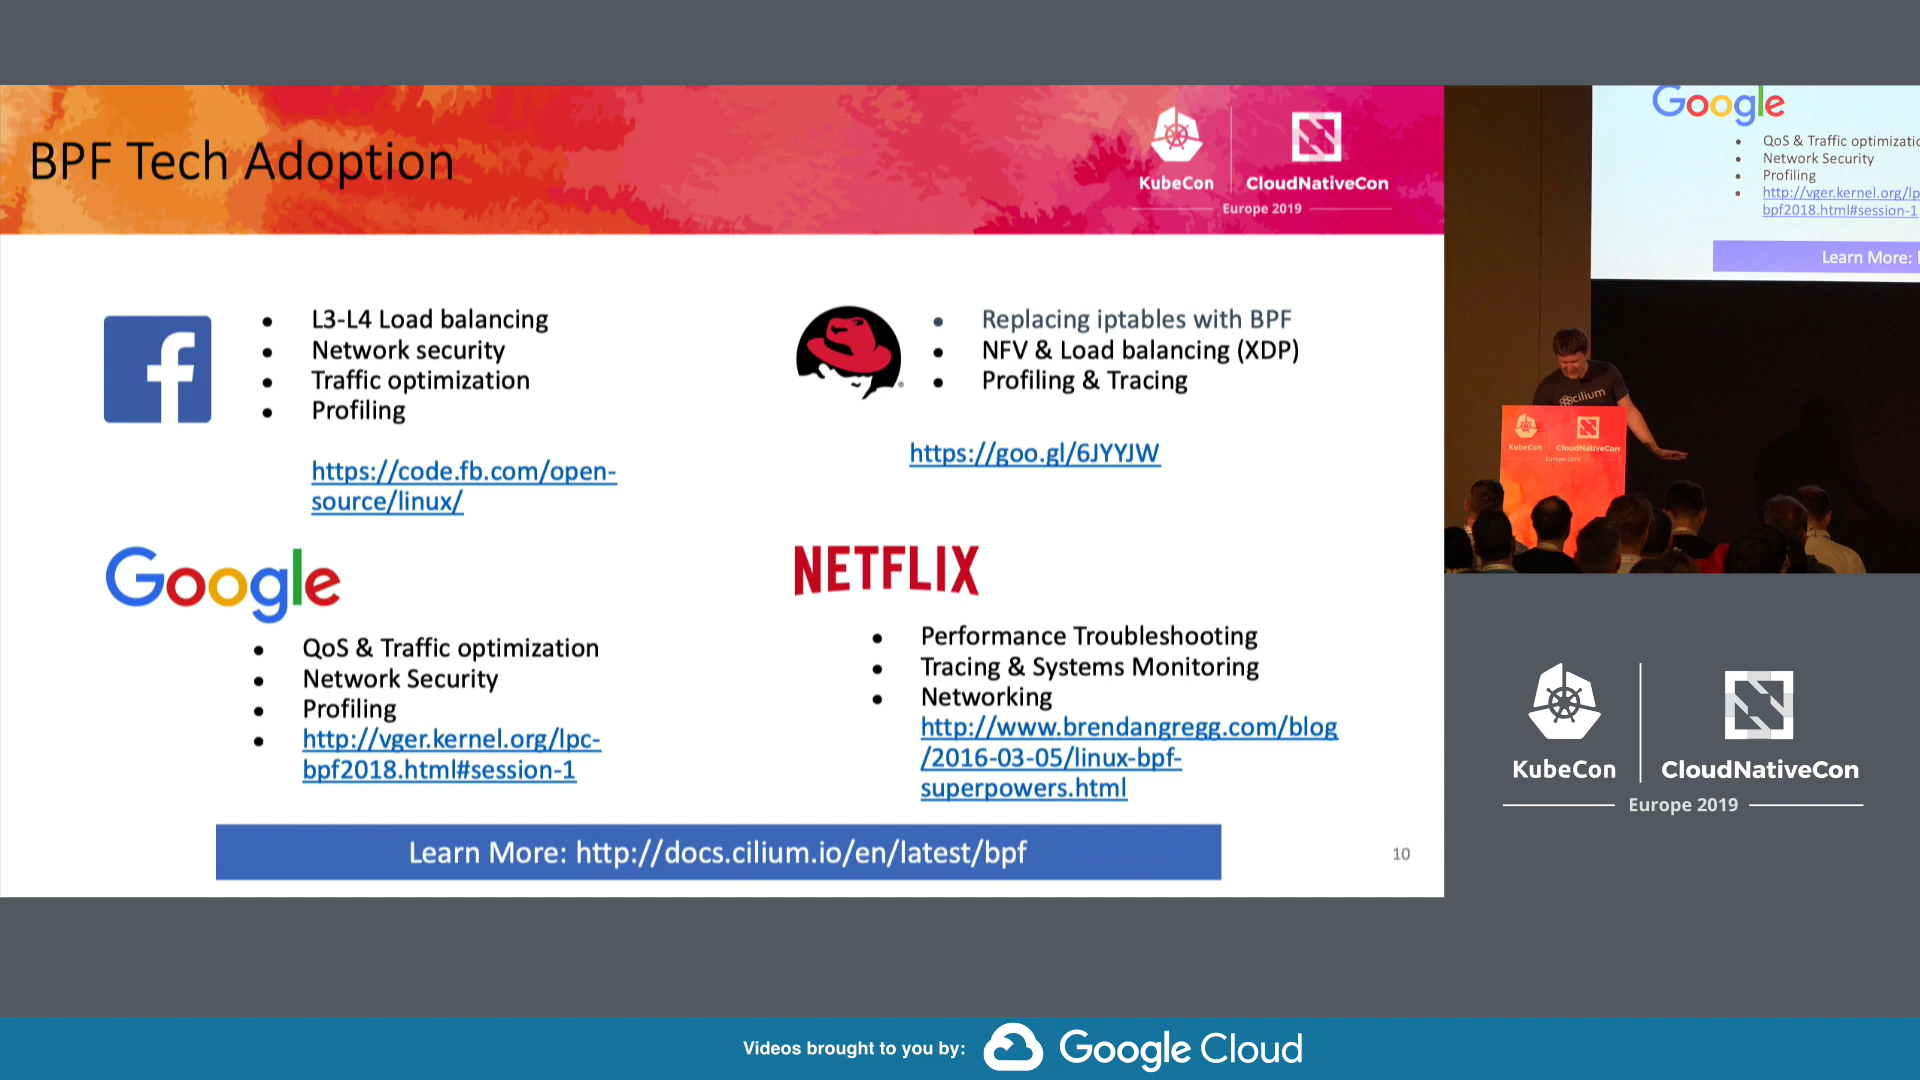 BPF Tech Adoption
KubeCon
CloudNativeCon
Europe 2019
L3-L4 Load balancing
Network security
Traffic optimization
Profiling
https://code.fb.com/open-
source/linux/
Replacing iptables with BPF
NFV & Load balancing (XDP)
Profiling & Tracing
https://goo.gl/6JYYJW
Google
QoS & Traffic optimization
Network Security
Profiling
http://vger.kernel.org/lpc-
bpf2018.html#session-1
NETFLIX
Performance Troubleshooting
Tracing & Systems Monitoring
Networking
http://www.brendangregg.com/blog
/2016-03-05/linux-bpf-
superpowers.html
Learn More: http://docs.cilium.io/en/latest/bpf
10
Google
QoS & Traffic optimizatio
Network Security
Profiling
http://vger.kernel.org/lp
bpf2018.html#session-1
Learn More:
cilium
KubeCon
CloudNativeCon
Europe 2019
KubeCon
CloudNativeCon
Europe 2019
Videos brought to you by:
Google Cloud